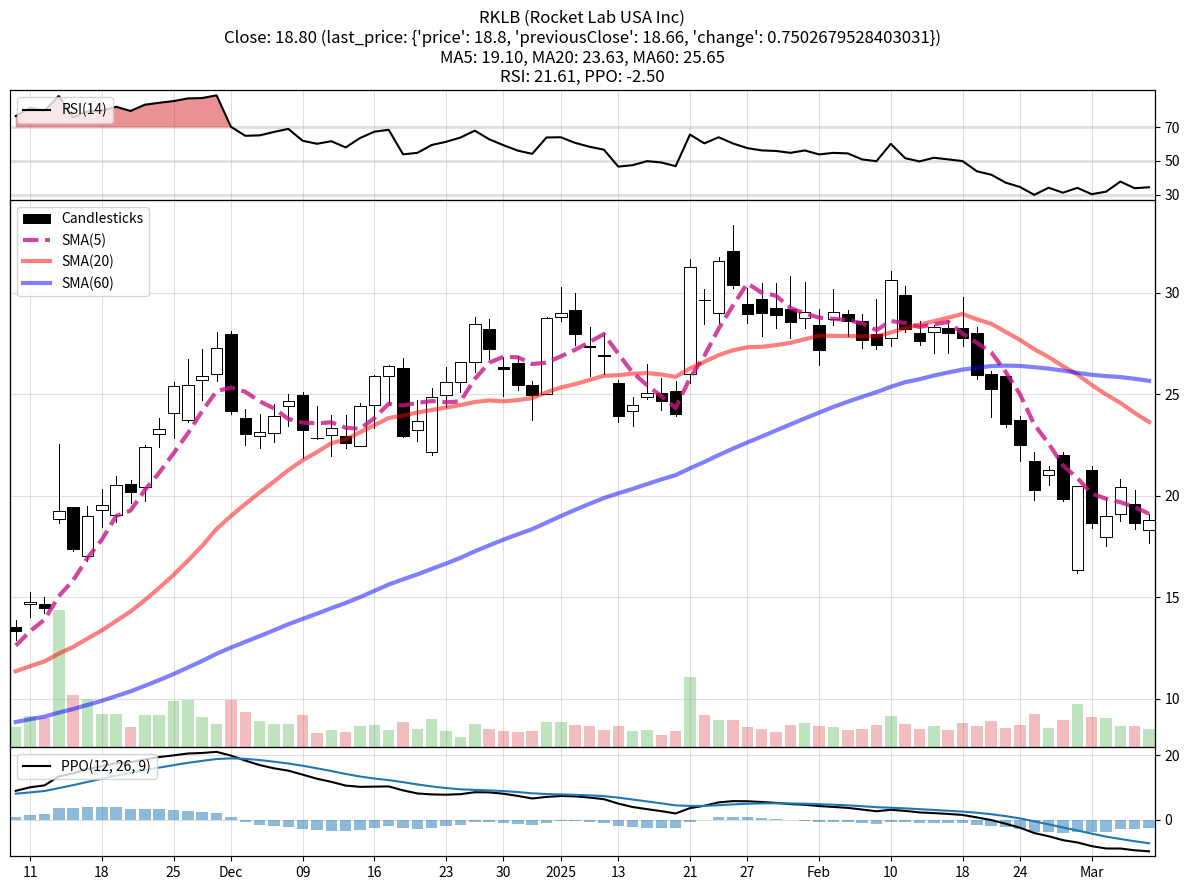 RKLB (Rocket Lab USA Inc)
Close: 18.80 (last_price: {'price': 18.8, 'previousClose': 18.66, 'change': 0.7502679528403031})
MA5: 19.10, MA20: 23.63, MA60: 25.65
RSI: 21.61, PPO: -2.50
RSI(14)
70
50
30
Candlesticks
SMA(5)
SMA(20)
SMA(60)
30
25
20
15
10
PPO(12, 26, 9)
20
0
11 18 25 Dec 09 16 23 30 2025 13 21 27 Feb 10 18 24 Mar